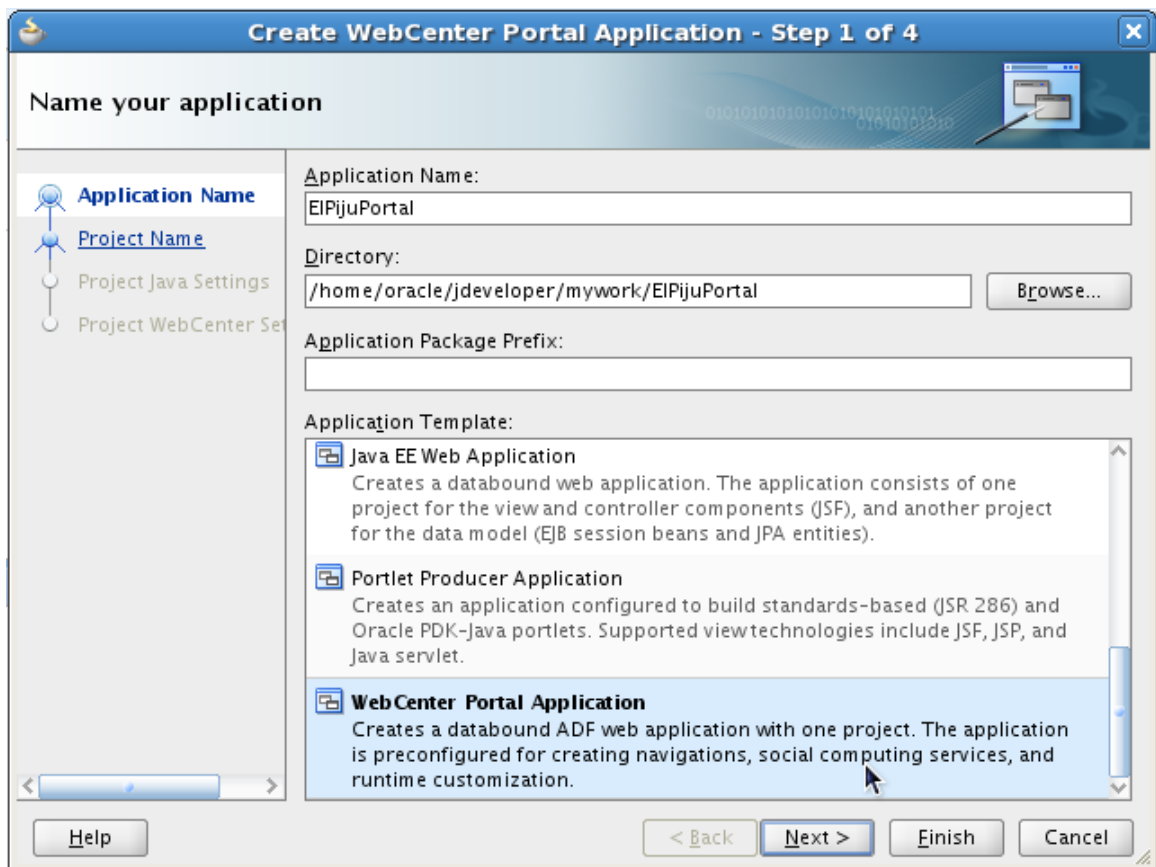 Create WebCenter Portal Application - Step 1 of 4
Name your application
010101010101010101010101
01010101010
Application Name
Project Name
Project Java Settings
Project WebCenter Set
Application Name:
ElPijuPortal
Directory:
/home/oracle/jdeveloper/mywork/ElPijuPortal
Browse...
Application Package Prefix:
Application Template:
Java EE Web Application
Creates a databound web application. The application consists of one
project for the view and controller components (JSF), and another project
for the data model (EJB session beans and JPA entities).
Portlet Producer Application
Creates an application configured to build standards-based (JSR 286) and
Oracle PDK-Java portlets. Supported view technologies include JSF, JSP, and
Java servlet.
WebCenter Portal Application
Creates a databound ADF web application with one project. The application
is preconfigured for creating navigations, social computing services, and
runtime customization.
Help
< Back
Next >
Finish
Cancel